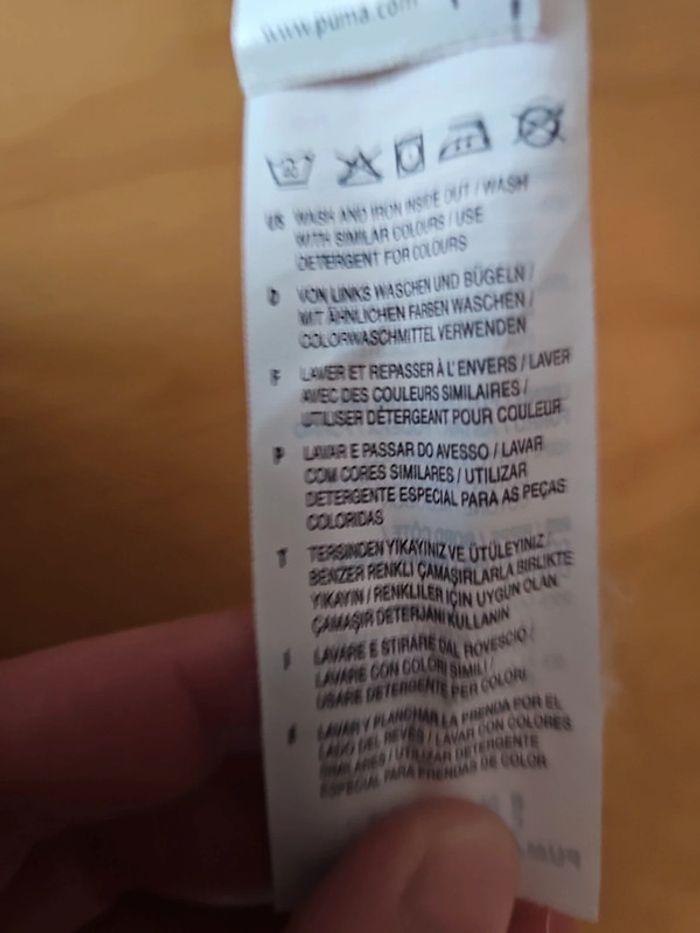 www.puma.com
US WASH AND IRON INSIDE OUT / WASH
WITH SIMILAR COLOURS / USE
DETERGENT FOR COLOURS
D VON LINKS WASCHEN UND BÜGELN /
MIT ÄHNLICHEN FARBEN WASCHEN /
COLORWASCHMITTEL VERWENDEN
F LAVER ET REPASSER À L'ENVERS / LAVER
AVEC DES COULEURS SIMILAIRES /
UTILISER DÉTERGEANT POUR COULEUR
P LAVAR E PASSAR DO AVESSO / LAVAR
COM CORES SIMILARES / UTILIZAR
DETERGENTE ESPECIAL PARA AS PEÇAS
COLORIDAS
T TERSINDEN YIKAYINIZ VE ÜTÜLEYINIZ /
BENZER RENKLI ÇAMAŞIRLARLA BIRLIKTE
YIKAYIN / RENKLILER IÇIN UYGUN OLAN
ÇAMAŞIR DETERJANI KULLANIN
I LAVARE E STIRARE DAL ROVESCIO /
LAVARE CON COLORI SIMILI /
USARE DETERGENTE PER COLORI
E LAVAR Y PLANCHAR LA PRENDA POR EL
LADO DEL REVÉS / LAVAR CON COLORES
SIMILARES / UTILIZAR DETERGENTE
ESPECIAL PARA PRENDAS DE COLOR